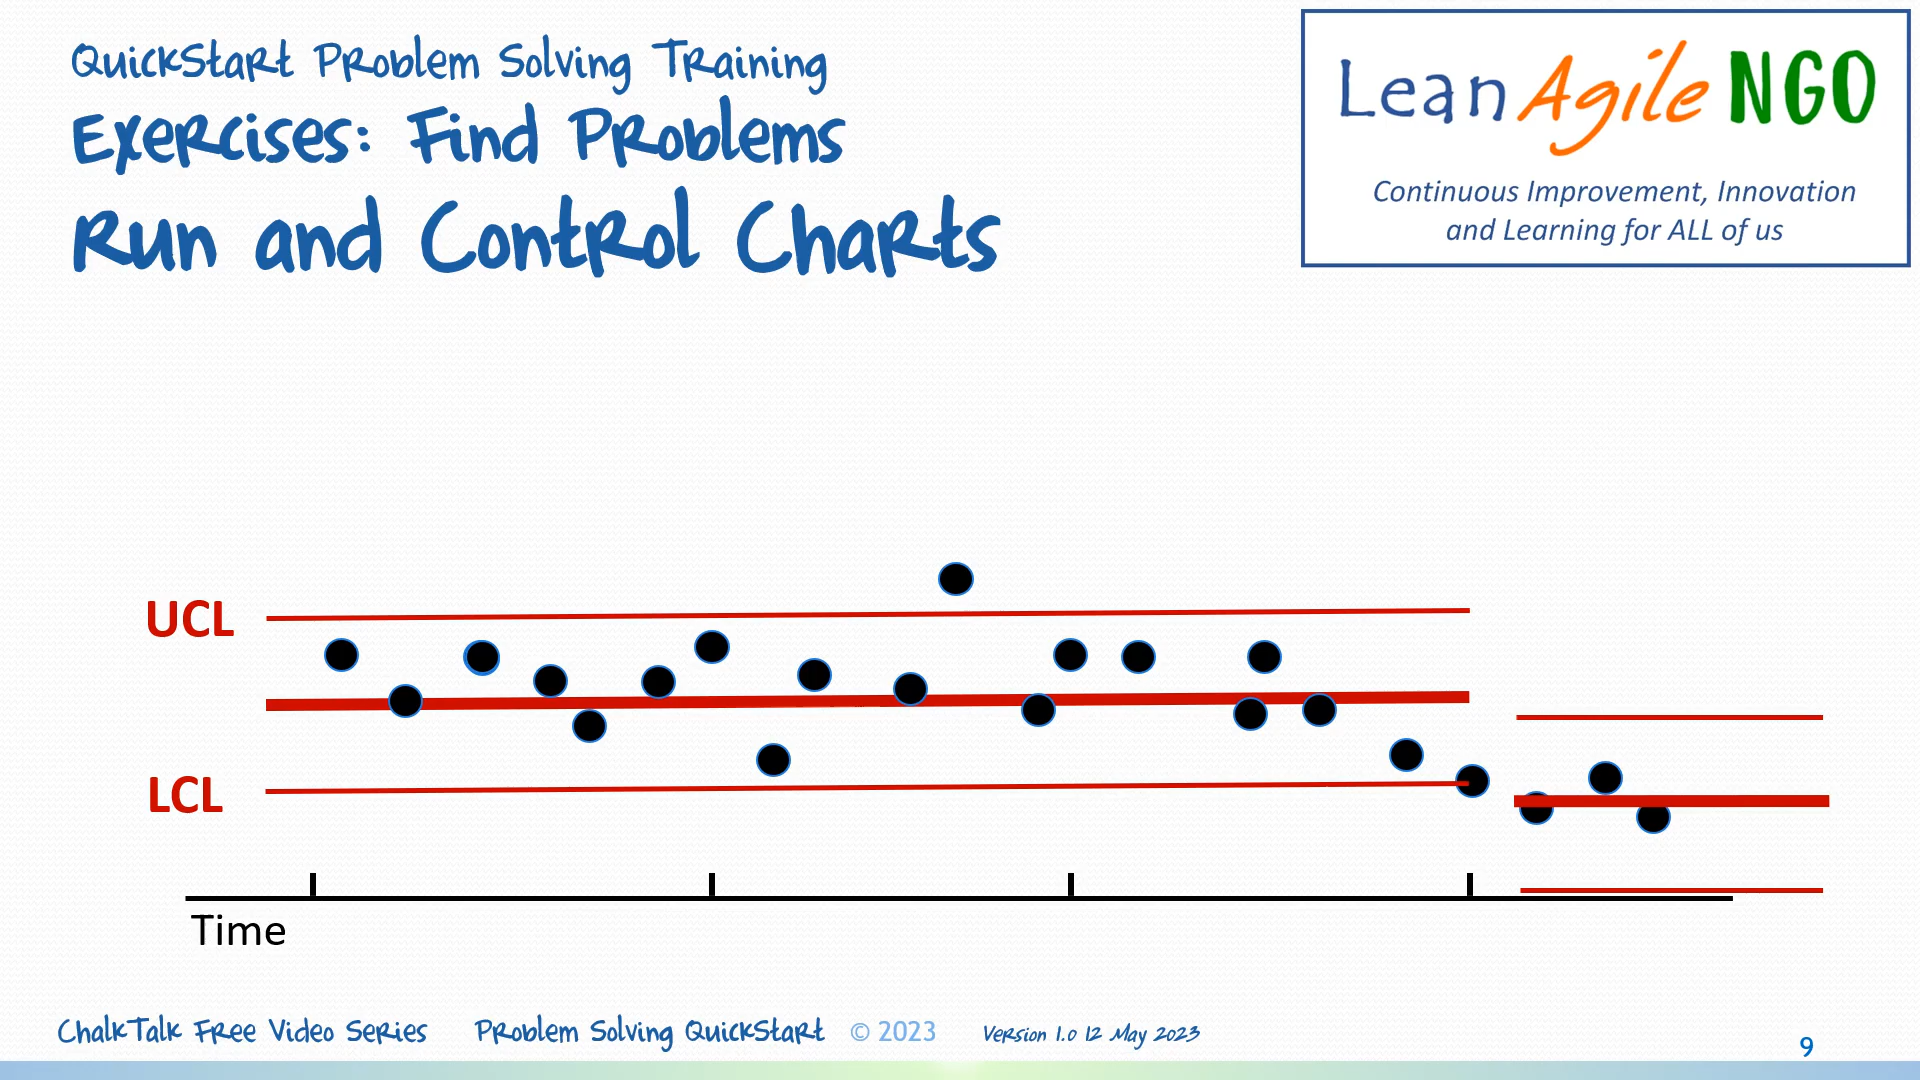 QuickStart Problem Solving Training
Exercises: Find Problems
Run and Control Charts
Lean Agile NGO
Continuous Improvement, Innovation
and Learning for ALL of us
UCL
LCL
Time
ChalkTalk Free Video Series Problem Solving QuickStart © 2023 Version 1.0 12 May 2023
9